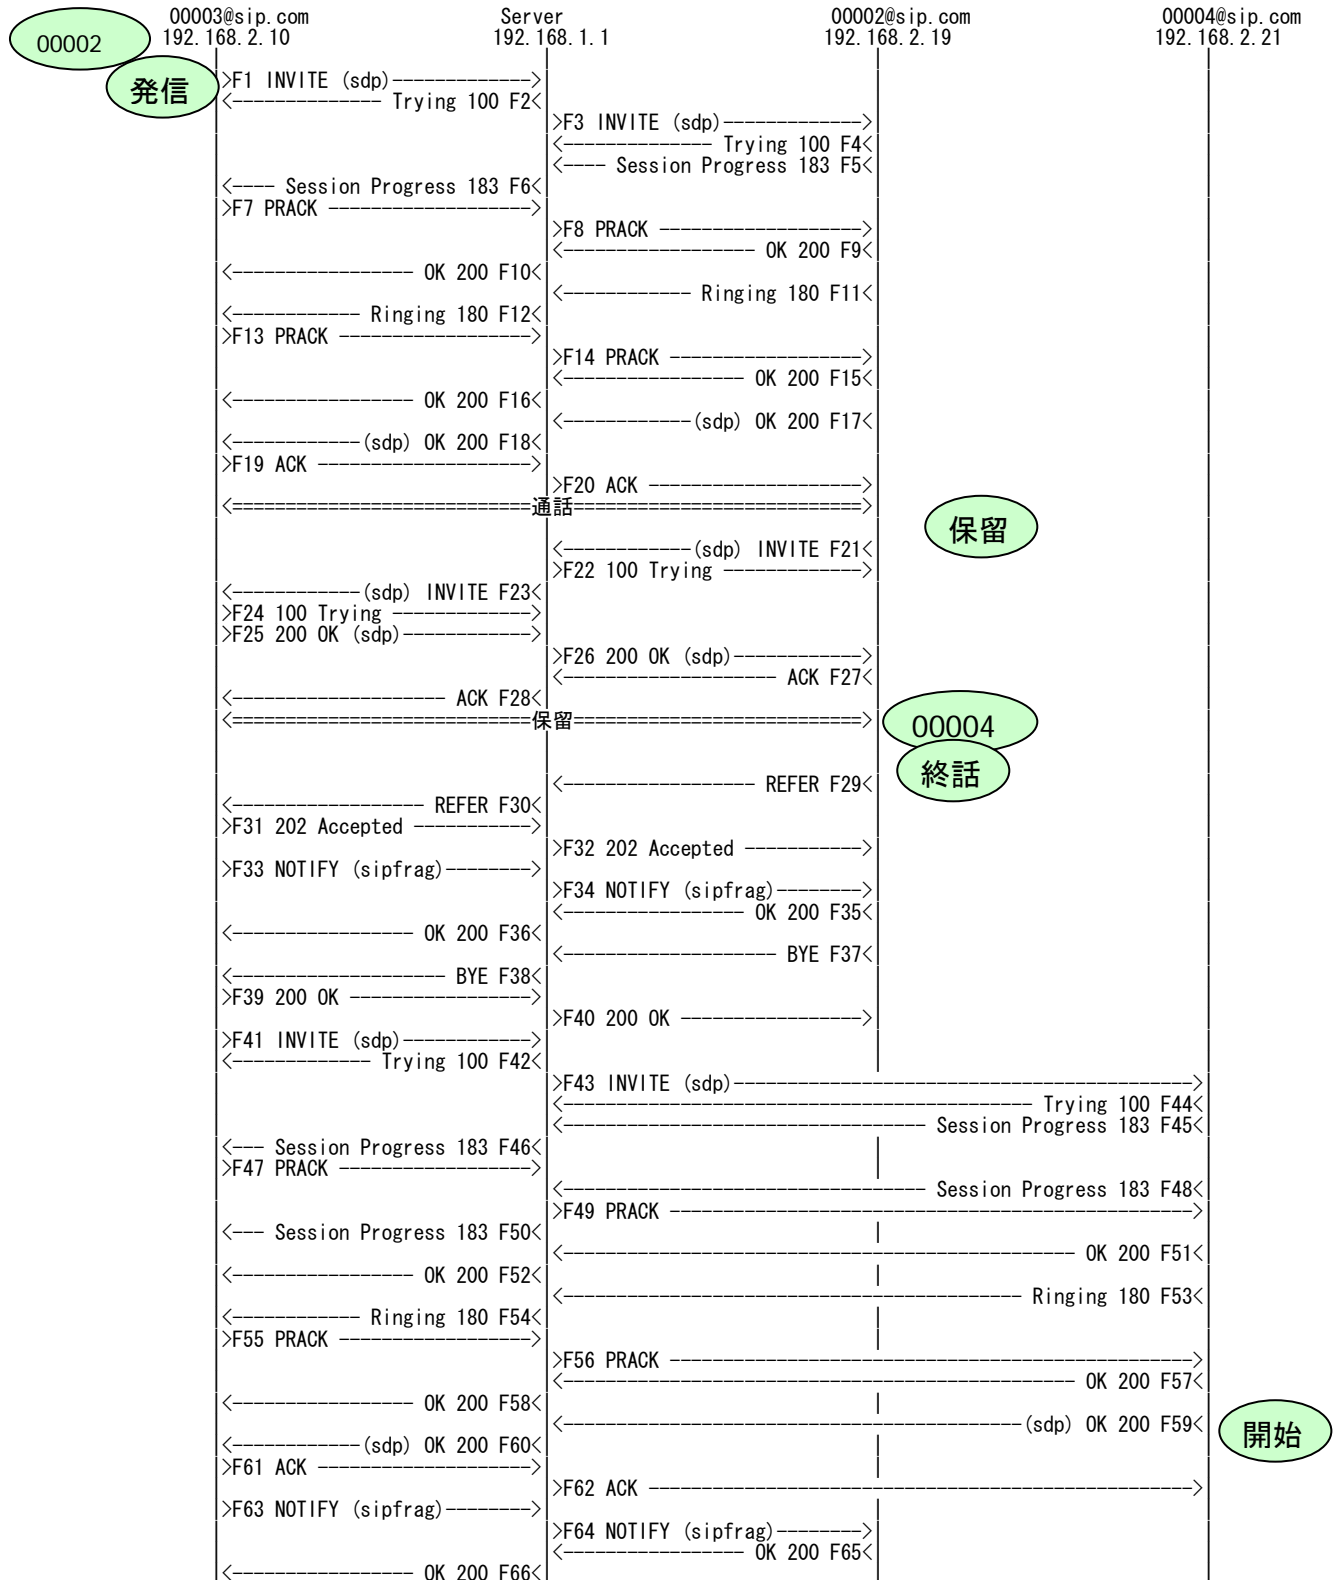 00003@sip.com Server 00002@sip.com 00004@sip.com
192.168.2.10 192.168.1.1 192.168.2.19 192.168.2.21
00002
発信
>F1 INVITE (sdp)------------->
<-------------- Trying 100 F2<
>F3 INVITE (sdp)------------->
<-------------- Trying 100 F4<
<---- Session Progress 183 F5<
<---- Session Progress 183 F6<
>F7 PRACK ------------------->
>F8 PRACK ------------------->
<------------------ OK 200 F9<
<----------------- OK 200 F10<
<------------ Ringing 180 F11<
<------------ Ringing 180 F12<
>F13 PRACK ------------------>
>F14 PRACK ------------------>
<----------------- OK 200 F15<
<----------------- OK 200 F16<
<------------(sdp) OK 200 F17<
<------------(sdp) OK 200 F18<
>F19 ACK -------------------->
>F20 ACK -------------------->
<============================通話===========================>
保留
<------------(sdp) INVITE F21<
>F22 100 Trying ------------->
<------------(sdp) INVITE F23<
>F24 100 Trying ------------->
>F25 200 OK (sdp)------------>
>F26 200 OK (sdp)------------>
<-------------------- ACK F27<
<-------------------- ACK F28<
<============================保留===========================>
00004
終話
<------------------ REFER F29<
<------------------ REFER F30<
>F31 202 Accepted ----------->
>F32 202 Accepted ----------->
>F33 NOTIFY (sipfrag)-------->
>F34 NOTIFY (sipfrag)-------->
<----------------- OK 200 F35<
<----------------- OK 200 F36<
<-------------------- BYE F37<
<-------------------- BYE F38<
>F39 200 OK ----------------->
>F40 200 OK ----------------->
>F41 INVITE (sdp)------------>
<------------- Trying 100 F42<
>F43 INVITE (sdp)------------------------------------------->
<-------------------------------------------- Trying 100 F44<
<---------------------------------- Session Progress 183 F45<
<--- Session Progress 183 F46<
>F47 PRACK ------------------>
<---------------------------------- Session Progress 183 F48<
>F49 PRACK ------------------------------------------------->
<--- Session Progress 183 F50<
<------------------------------------------------ OK 200 F51<
<----------------- OK 200 F52<
<------------------------------------------- Ringing 180 F53<
<------------ Ringing 180 F54<
>F55 PRACK ------------------>
>F56 PRACK ------------------------------------------------->
<------------------------------------------------ OK 200 F57<
<----------------- OK 200 F58<
<-------------------------------------------(sdp) OK 200 F59<
開始
<------------(sdp) OK 200 F60<
>F61 ACK -------------------->
>F62 ACK --------------------------------------------------->
>F63 NOTIFY (sipfrag)-------->
>F64 NOTIFY (sipfrag)-------->
<----------------- OK 200 F65<
<----------------- OK 200 F66<